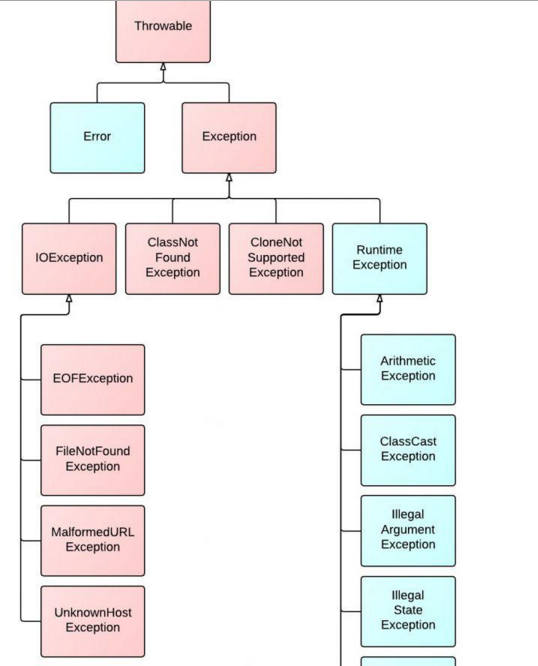 Throwable
Error
Exception
IOException
ClassNot
Found
Exception
CloneNot
Supported
Exception
Runtime
Exception
EOFException
FileNotFound
Exception
MalformedURL
Exception
UnknownHost
Exception
Arithmetic
Exception
ClassCast
Exception
Illegal
Argument
Exception
Illegal
State
Exception